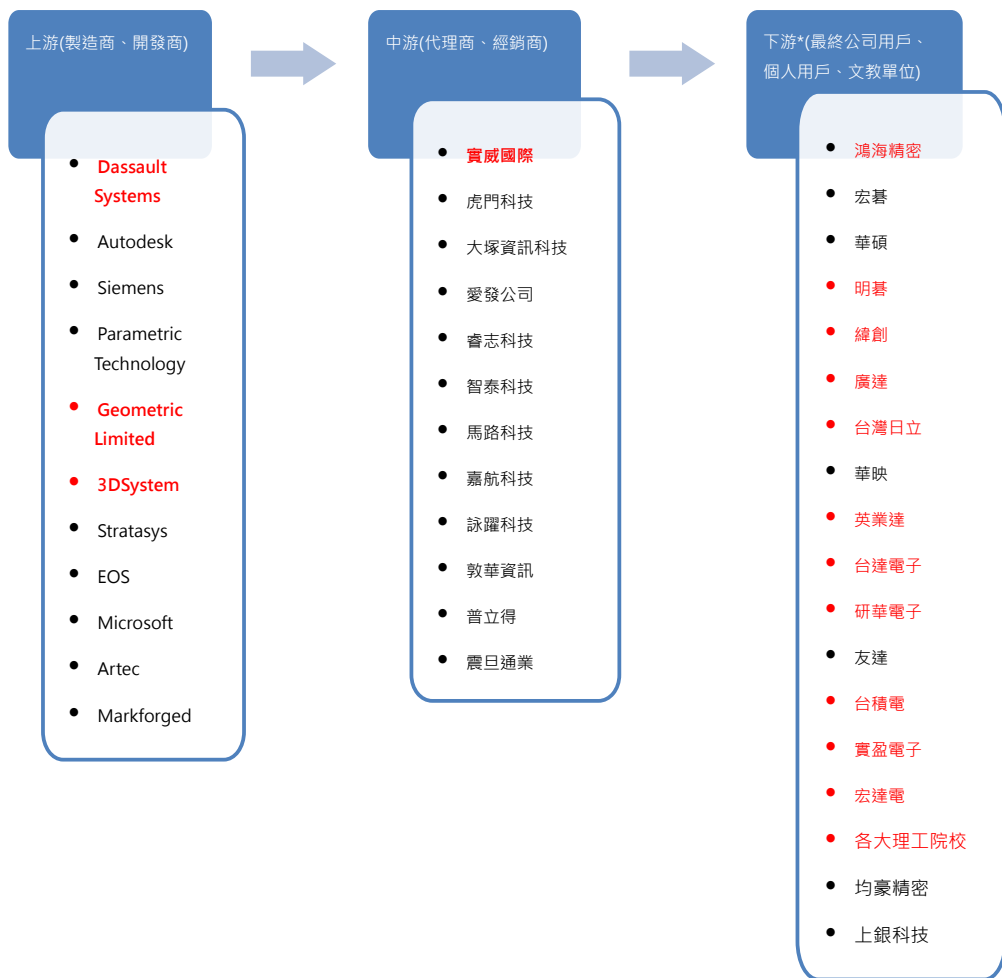 上游(製造商、開發商)
• Dassault
Systems
• Autodesk
• Siemens
• Parametric
Technology
• Geometric
Limited
• 3DSystem
• Stratasys
• EOS
• Microsoft
• Artec
• Markforged
中游(代理商、經銷商)
• 實威國際
• 虎門科技
• 大塚資訊科技
• 愛發公司
• 睿志科技
• 智泰科技
• 馬路科技
• 嘉航科技
• 詠躍科技
• 敦華資訊
• 普立得
• 震旦通業
下游*(最終公司用戶、
個人用戶、文教單位)
• 鴻海精密
• 宏碁
• 華碩
• 明碁
• 緯創
• 廣達
• 台灣日立
• 華映
• 英業達
• 台達電子
• 研華電子
• 友達
• 台積電
• 實盈電子
• 宏達電
• 各大理工院校
• 均豪精密
• 上銀科技